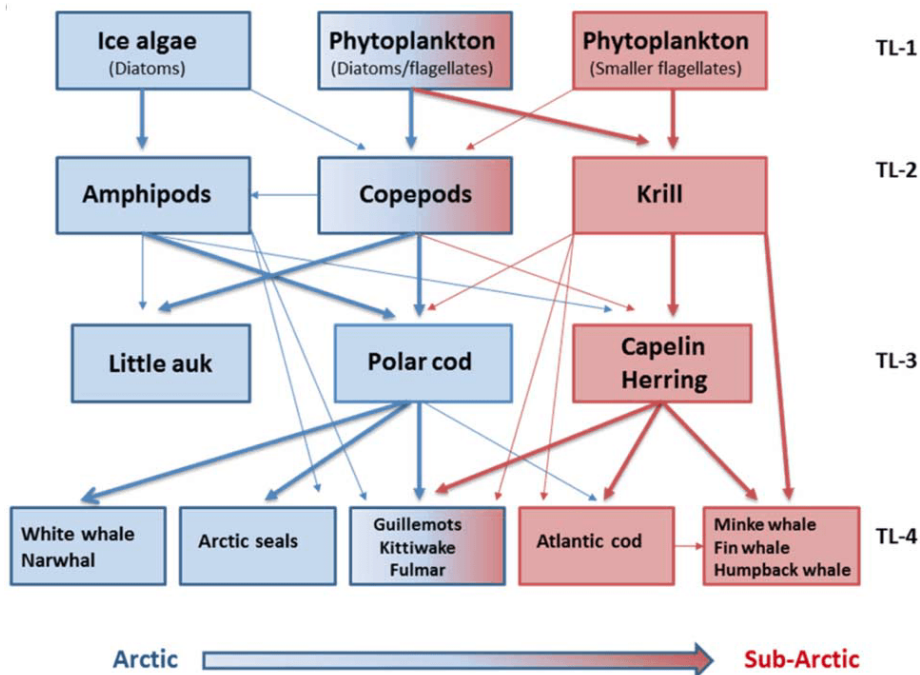 Ice algae
(Diatoms)
Phytoplankton
(Diatoms/flagellates)
Phytoplankton
(Smaller flagellates)
TL-1
Amphipods
Copepods
Krill
TL-2
Little auk
Polar cod
Capelin
Herring
TL-3
White whale
Narwhal
Arctic seals
Guillemots
Kittiwake
Fulmar
Atlantic cod
Minke whale
Fin whale
Humpback whale
TL-4
Arctic
Sub-Arctic